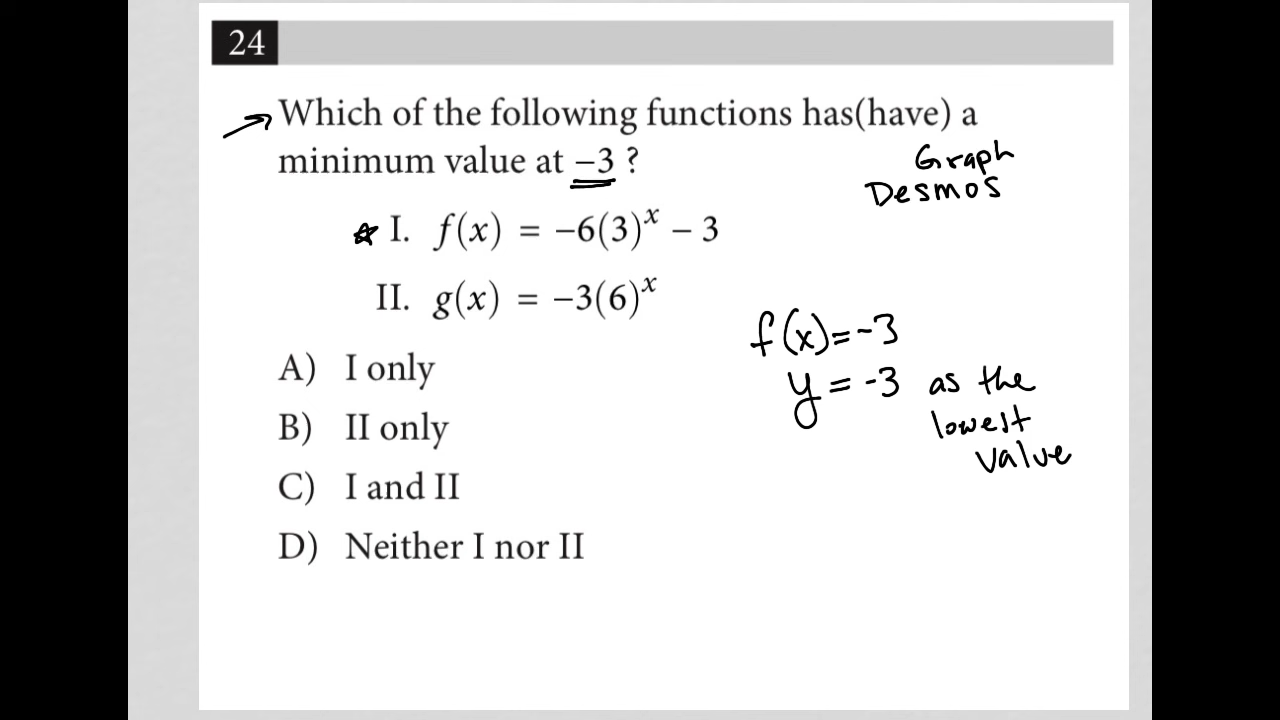 24
Which of the following functions has(have) a
minimum value at −3 ?
Graph
Desmos
I. f(x) = −6(3)^x − 3
II. g(x) = −3(6)^x
f(x)=-3
y = -3 as the
lowest
value
A) I only
B) II only
C) I and II
D) Neither I nor II